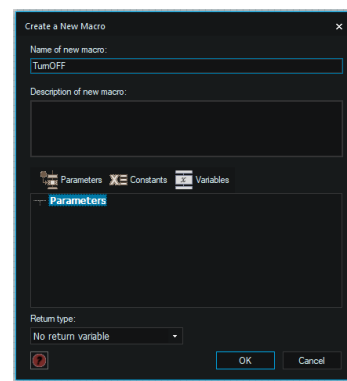 Create a New Macro
Name of new macro:
TurnOFF
Description of new macro:
Parameters Constants Variables
Parameters
Return type:
No return variable
OK Cancel